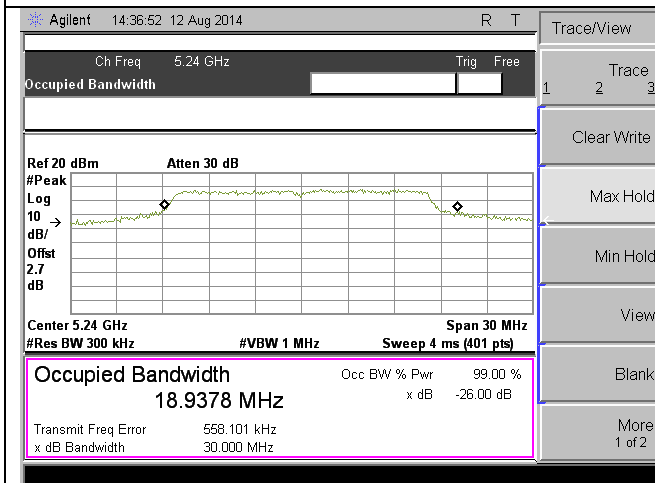 Agilent 14:36:52 12 Aug 2014 R T
Trace/View
Ch Freq 5.24 GHz Trig Free
Occupied Bandwidth
Trace
1 2 3
Clear Write
Ref 20 dBm Atten 30 dB
#Peak
Log
10
dB/
Offst
2.7
dB
Max Hold
Min Hold
View
Blank
More
1 of 2
Center 5.24 GHz Span 30 MHz
#Res BW 300 kHz #VBW 1 MHz Sweep 4 ms (401 pts)
Occupied Bandwidth Occ BW % Pwr 99.00 %
18.9378 MHz x dB -26.00 dB
Transmit Freq Error 558.101 kHz
x dB Bandwidth 30.000 MHz